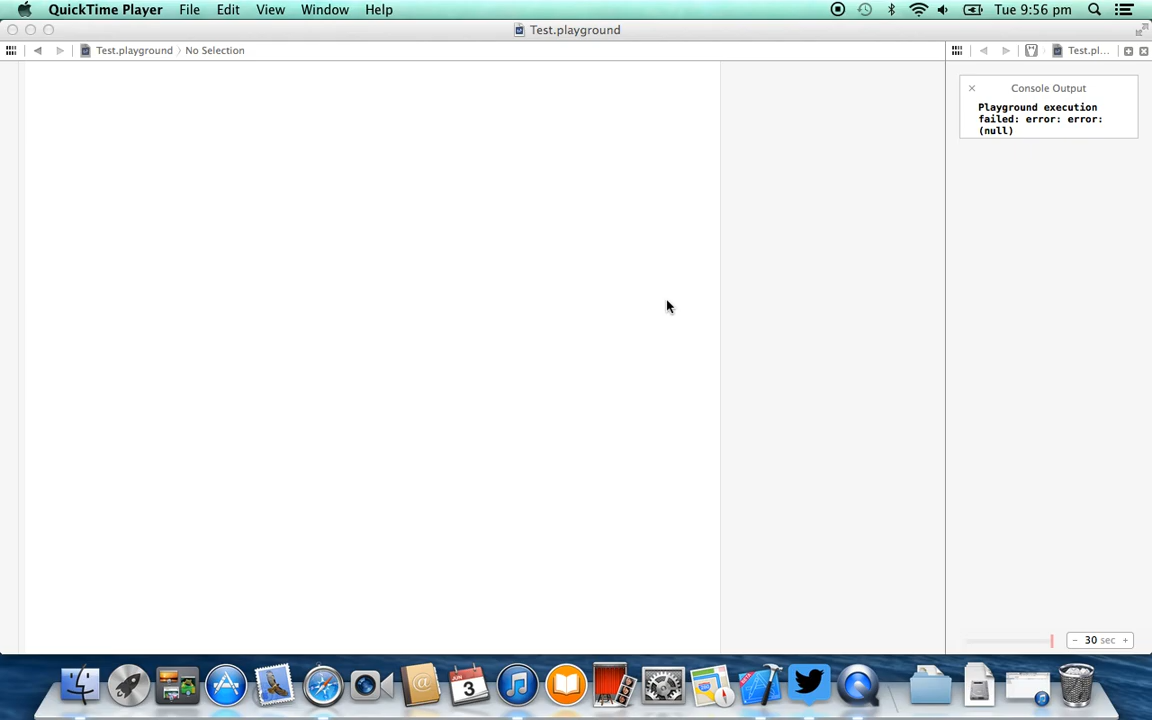 QuickTime Player File Edit View Window Help Tue 9:56 pm
Test.playground
Test.playground No Selection Test.pl...
Console Output
Playground execution
failed: error: error:
(null)
- 30 sec +
JUN
3